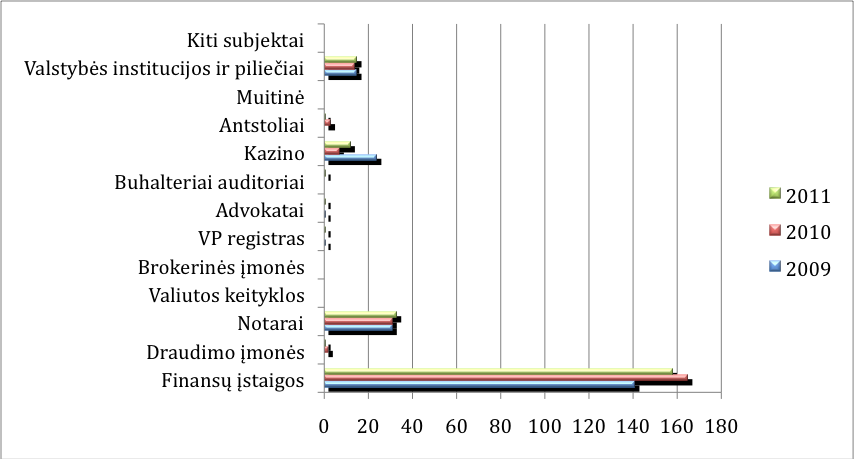 Kiti subjektai
Valstybės institucijos ir piliečiai
Muitinė
Antstoliai
Kazino
Buhalteriai auditoriai
Advokatai
VP registras
Brokerinės įmonės
Valiutos keityklos
Notarai
Draudimo įmonės
Finansų įstaigos
0 20 40 60 80 100 120 140 160 180
2011
2010
2009